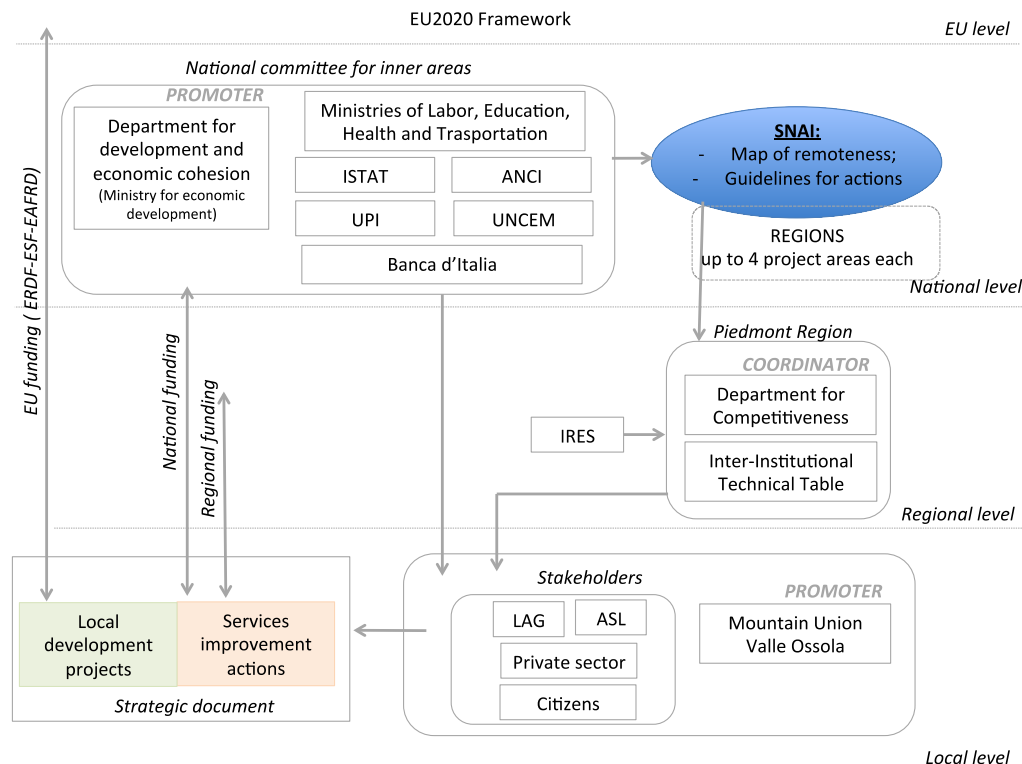 EU2020 Framework
EU level
National committee for inner areas
PROMOTER
Department for
development and
economic cohesion
(Ministry for economic
development)
Ministries of Labor, Education,
Health and Trasportation
ISTAT
ANCI
UPI
UNCEM
Banca d'Italia
SNAI:
- Map of remoteness;
- Guidelines for actions
REGIONS
up to 4 project areas each
National level
EU funding ( ERDF-ESF-EAFRD)
National funding
Regional funding
Piedmont Region
COORDINATOR
Department for
Competitiveness
IRES
Inter-Institutional
Technical Table
Regional level
Stakeholders
LAG
ASL
Private sector
Citizens
PROMOTER
Mountain Union
Valle Ossola
Local
development
projects
Services
improvement
actions
Strategic document
Local level